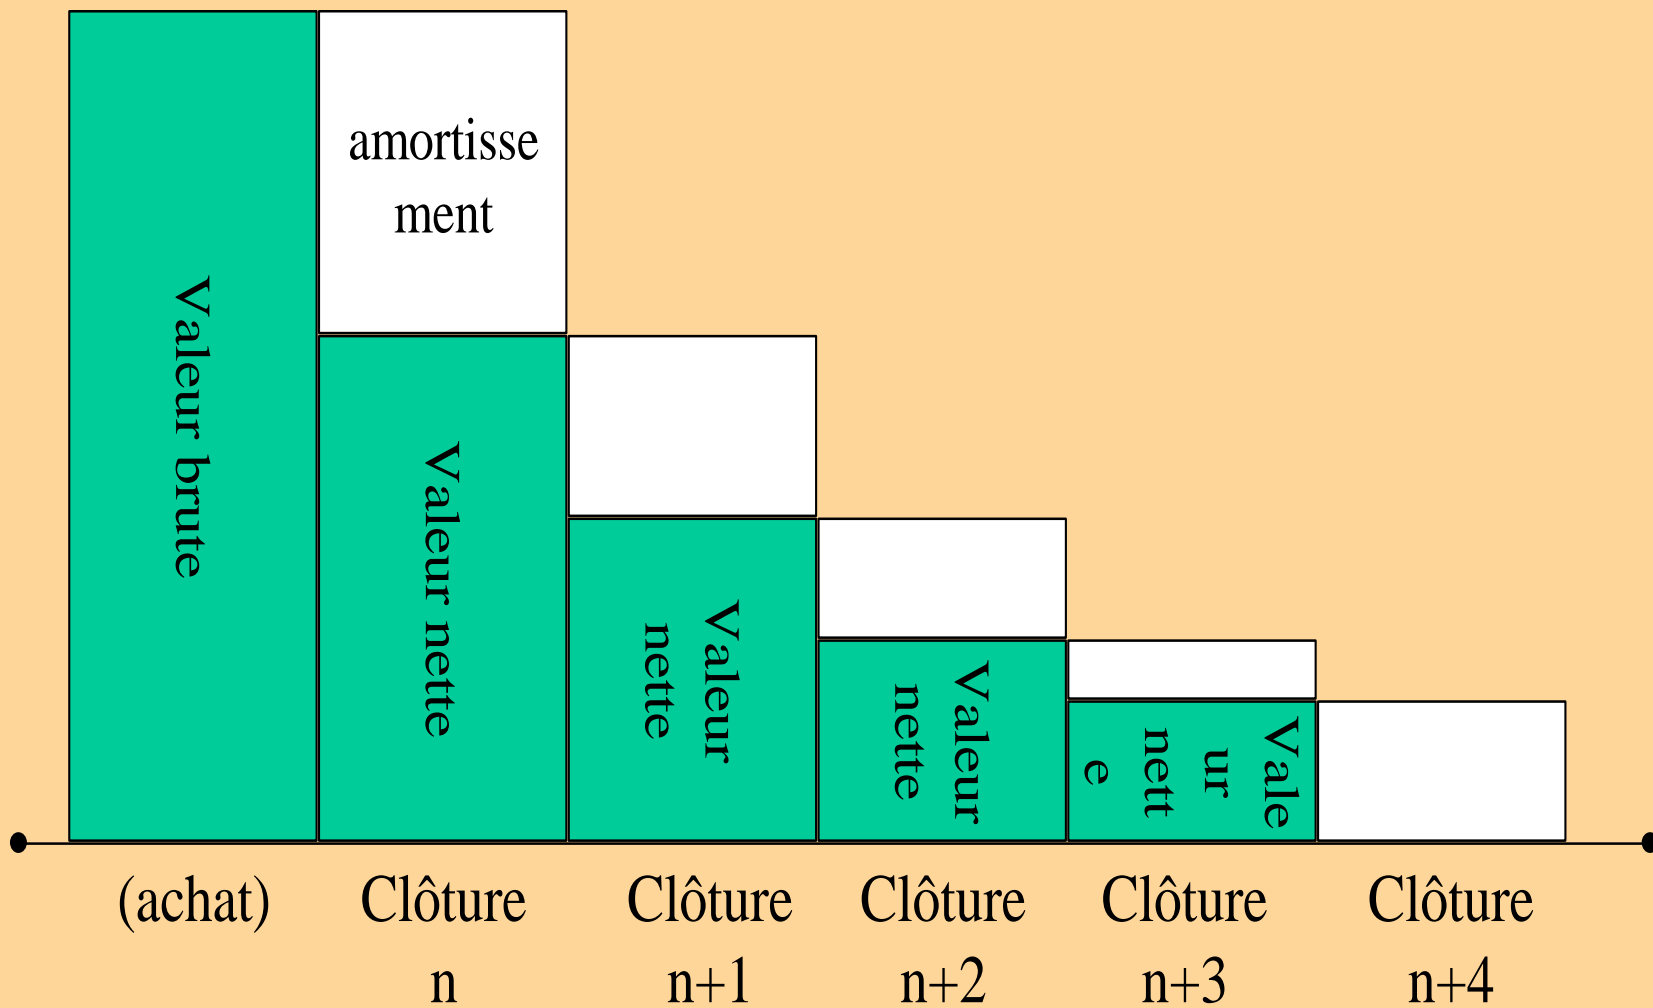 amortisse
ment
Valeur brute
Valeur nette
Valeur
nette
Valeur
nette
Vale
ur
nett
e
(achat)
Clôture
n
Clôture
n+1
Clôture
n+2
Clôture
n+3
Clôture
n+4